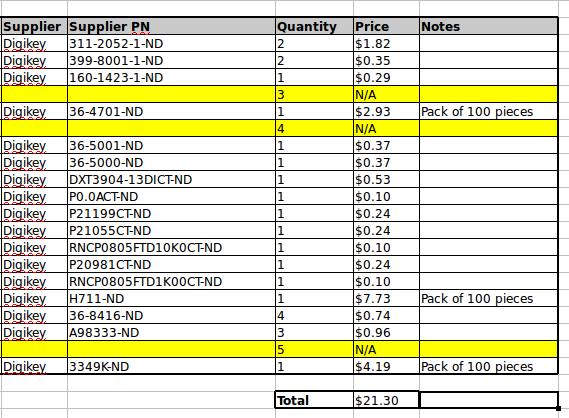 Supplier Supplier PN Quantity Price Notes
Digikey 311-2052-1-ND 2 $1.82
Digikey 399-8001-1-ND 2 $0.35
Digikey 160-1423-1-ND 1 $0.29
3 N/A
Digikey 36-4701-ND 1 $2.93 Pack of 100 pieces
4 N/A
Digikey 36-5001-ND 1 $0.37
Digikey 36-5000-ND 1 $0.37
Digikey DXT3904-13DICT-ND 1 $0.53
Digikey P0.0ACT-ND 1 $0.10
Digikey P21199CT-ND 1 $0.24
Digikey P21055CT-ND 1 $0.24
Digikey RNCP0805FTD10K0CT-ND 1 $0.10
Digikey P20981CT-ND 1 $0.24
Digikey RNCP0805FTD1K00CT-ND 1 $0.10
Digikey H711-ND 1 $7.73 Pack of 100 pieces
Digikey 36-8416-ND 4 $0.74
Digikey A98333-ND 3 $0.96
5 N/A
Digikey 3349K-ND 1 $4.19 Pack of 100 pieces
Total $21.30